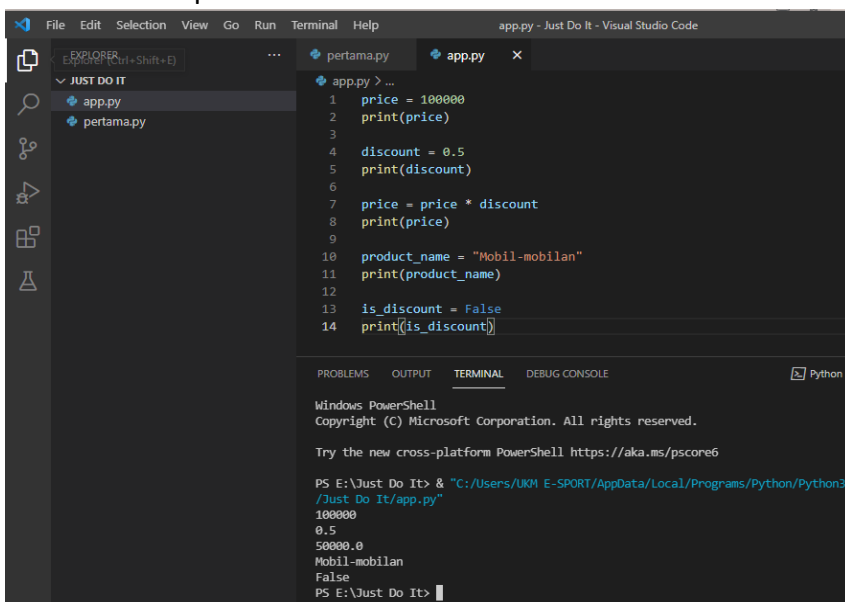 File Edit Selection View Go Run Terminal Help app.py - Just Do It - Visual Studio Code
EXPLORER
Explorer (Ctrl+Shift+E)
JUST DO IT
app.py
pertama.py
pertama.py app.py
app.py > ...
1 price = 100000
2 print(price)
3
4 discount = 0.5
5 print(discount)
6
7 price = price * discount
8 print(price)
9
10 product_name = "Mobil-mobilan"
11 print(product_name)
12
13 is_discount = False
14 print(is_discount)
PROBLEMS OUTPUT TERMINAL DEBUG CONSOLE Python
Windows PowerShell
Copyright (C) Microsoft Corporation. All rights reserved.
Try the new cross-platform PowerShell https://aka.ms/pscore6
PS E:\Just Do It> & "C:/Users/UKM E-SPORT/AppData/Local/Programs/Python/Python3
/Just Do It/app.py"
100000
0.5
50000.0
Mobil-mobilan
False
PS E:\Just Do It>